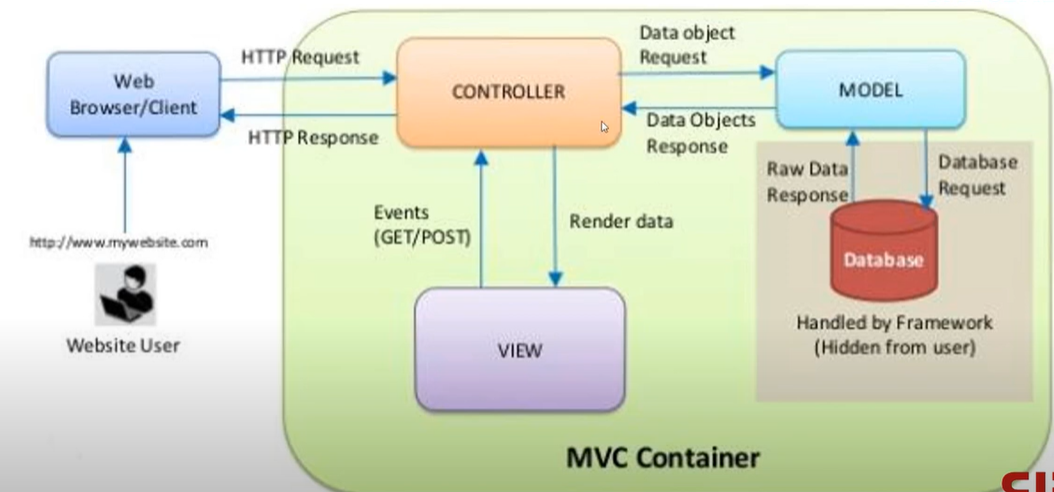 HTTP Request
Web
Browser/Client
HTTP Response
http://www.mywebsite.com
Website User
CONTROLLER
Data object
Request
Data Objects
Response
MODEL
Raw Data
Response
Database
Request
Database
Handled by Framework
(Hidden from user)
Events
(GET/POST)
Render data
VIEW
MVC Container